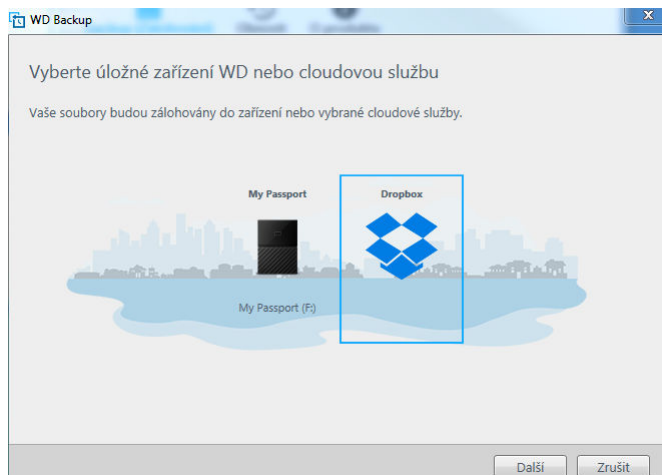 WD Backup
Vyberte úložné zařízení WD nebo cloudovou službu
Vaše soubory budou zálohovány do zařízení nebo vybrané cloudové služby.
My Passport
Dropbox
My Passport (F:)
Další
Zrušit